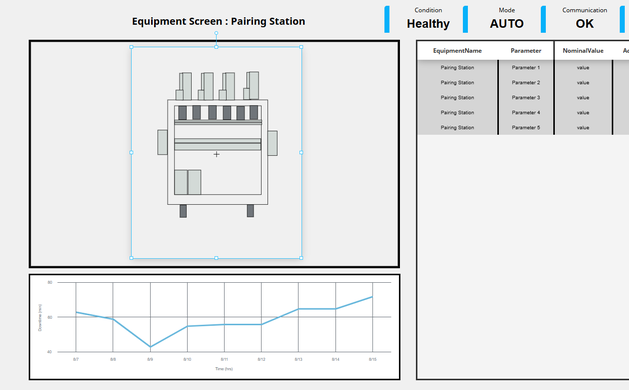 Equipment Screen : Pairing Station
Condition
Healthy
Mode
AUTO
Communication
OK
EquipmentName Parameter NominalValue
Pairing Station Parameter 1 value
Pairing Station Parameter 2 value
Pairing Station Parameter 3 value
Pairing Station Parameter 4 value
Pairing Station Parameter 5 value
8/7 8/8 8/9 8/10 8/11 8/12 8/13 8/14 8/15
Time (hrs)